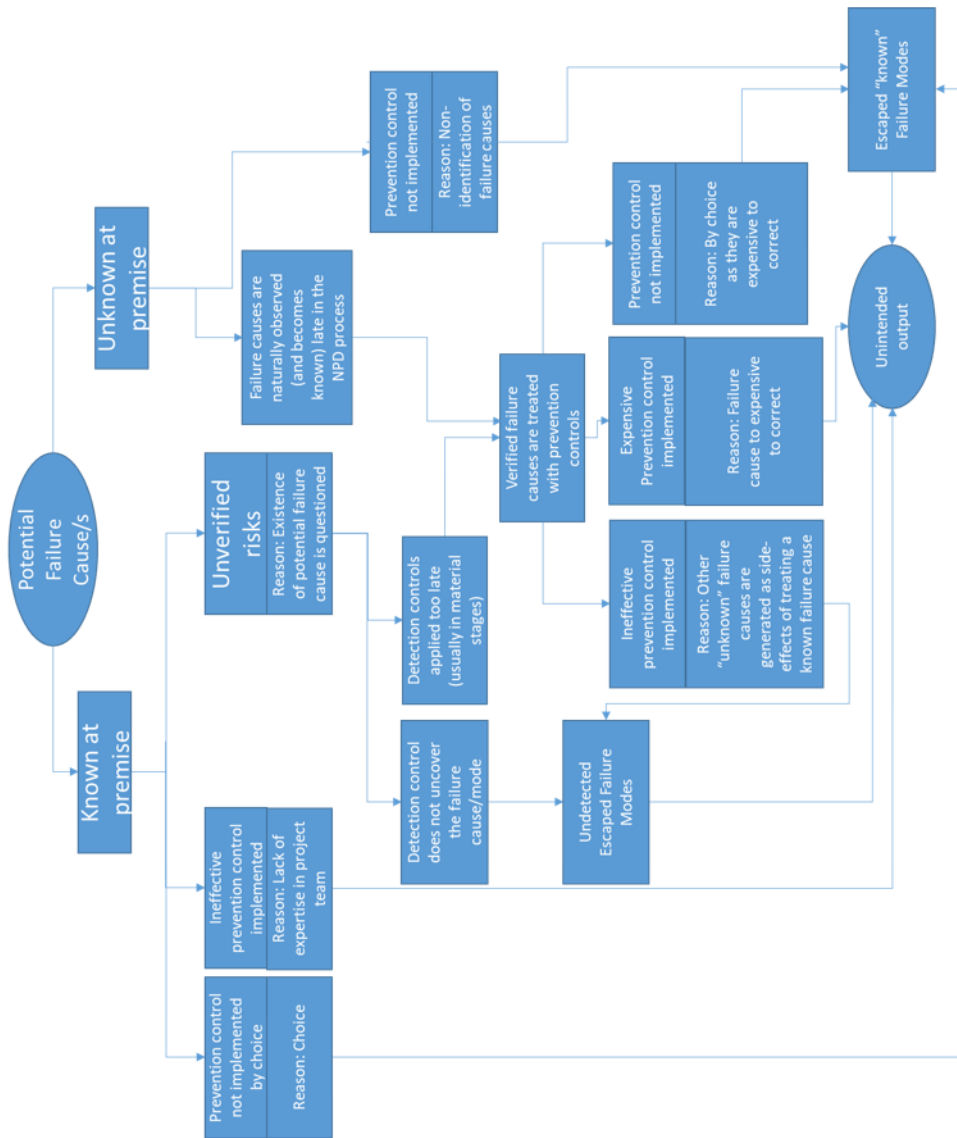 Potential
Failure
Cause/s
Known at
premise
Unknown at
premise
Prevention control
not implemented
by choice
Reason: Choice
Ineffective
prevention control
implemented
Reason: Lack of
expertise in project
team
Unverified
risks
Reason: Existence
of potential failure
cause is questioned
Failure causes are
naturally observed
(and becomes
known) late in the
NPD process
Prevention control
not implemented
Reason: Non-
identification of
failure causes
Detection control
does not uncover
the failure
cause/mode
Detection controls
applied too late
(usually in material
stages)
Verified failure
causes are treated
with prevention
controls
Undetected
Escaped Failure
Modes
Ineffective
prevention control
implemented
Reason: Other
"unknown" failure
causes are
generated as side-
effects of treating a
known failure cause
Expensive
Prevention control
implemented
Reason: Failure
cause to expensive
to correct
Prevention control
not implemented
Reason: By choice
as they are
expensive to
correct
Unintended
output
Escaped "known"
Failure Modes